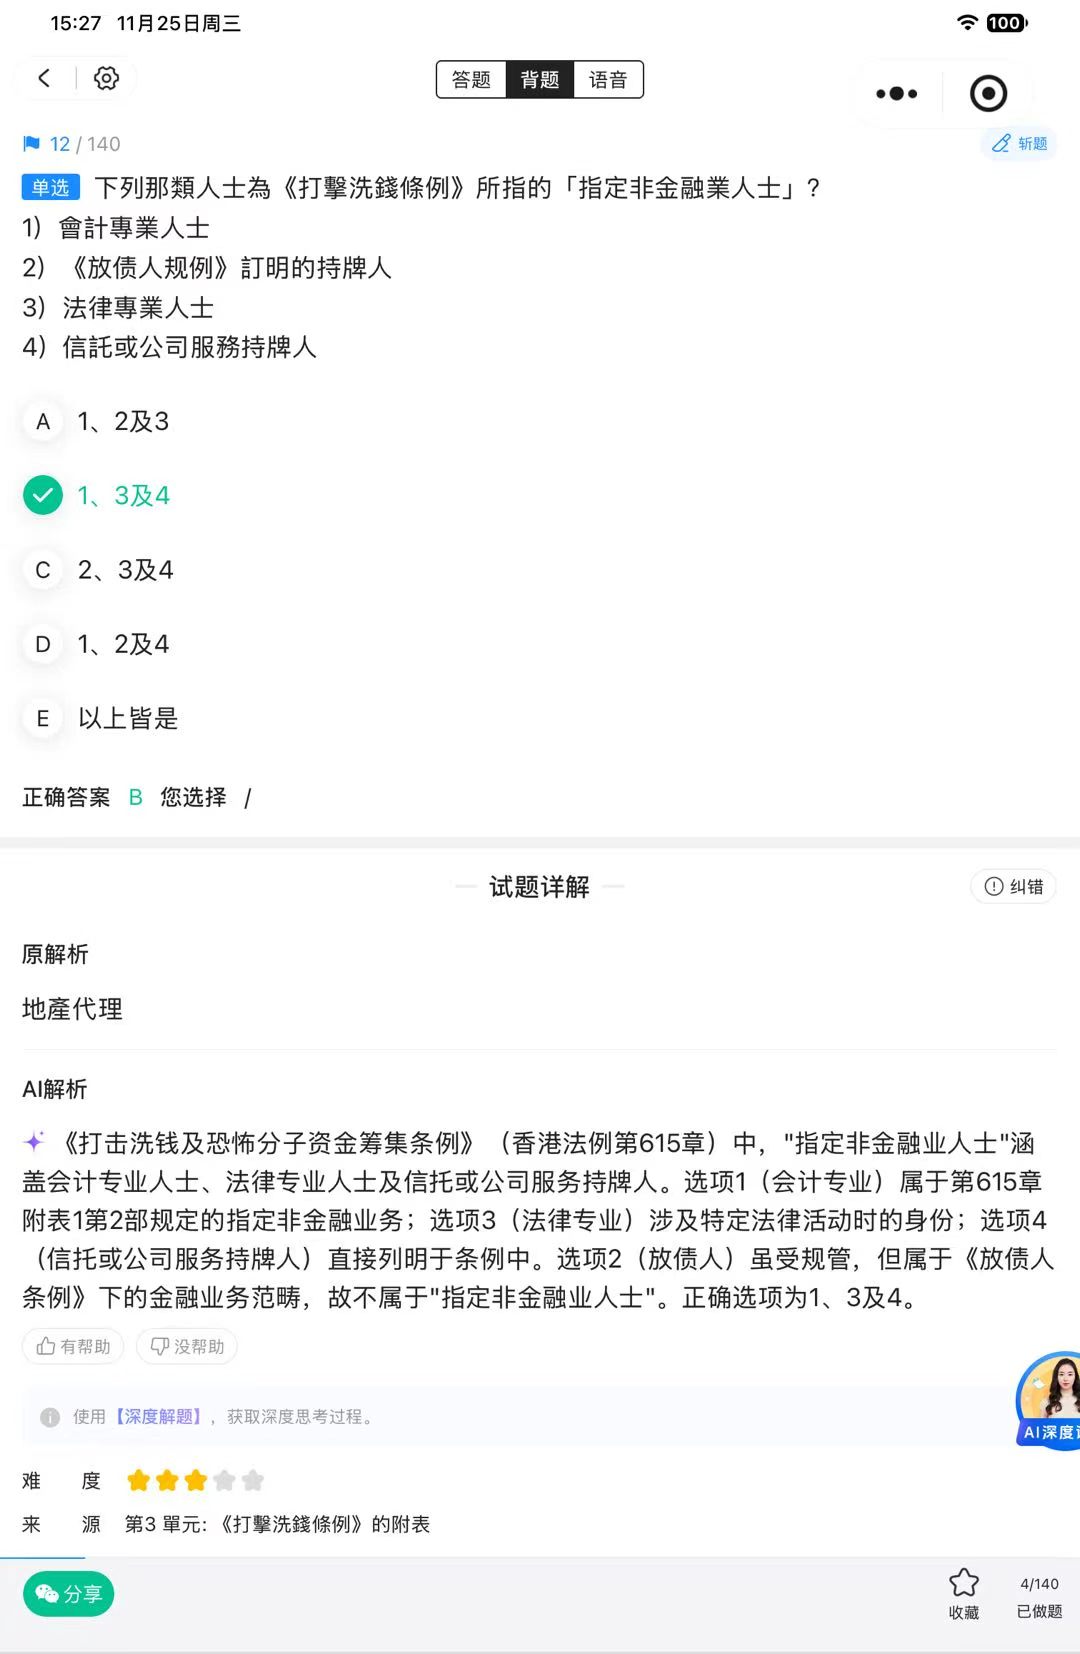 15:27 11月25日周三
100
答题 背题 语音
12 / 140
斩题
单选 下列那類人士為《打擊洗錢條例》所指的「指定非金融業人士」?
1) 會計專業人士
2) 《放债人规例》訂明的持牌人
3) 法律專業人士
4) 信託或公司服務持牌人
A 1、2及3
1、3及4
C 2、3及4
D 1、2及4
E 以上皆是
正确答案 B 您选择 /
试题详解
纠错
原解析
地產代理
AI解析
《打击洗钱及恐怖分子资金筹集条例》（香港法例第615章）中，"指定非金融业人士"涵
盖会计专业人士、法律专业人士及信托或公司服务持牌人。选项1（会计专业）属于第615章
附表1第2部规定的指定非金融业务；选项3（法律专业）涉及特定法律活动时的身份；选项4
（信托或公司服务持牌人）直接列明于条例中。选项2（放债人）虽受规管，但属于《放债人
条例》下的金融业务范畴，故不属于"指定非金融业人士"。正确选项为1、3及4。
有帮助 没帮助
使用【深度解题】，获取深度思考过程。
AI深度
难 度
来 源 第3 單元:《打擊洗錢條例》的附表
分享
收藏
4/140
已做题